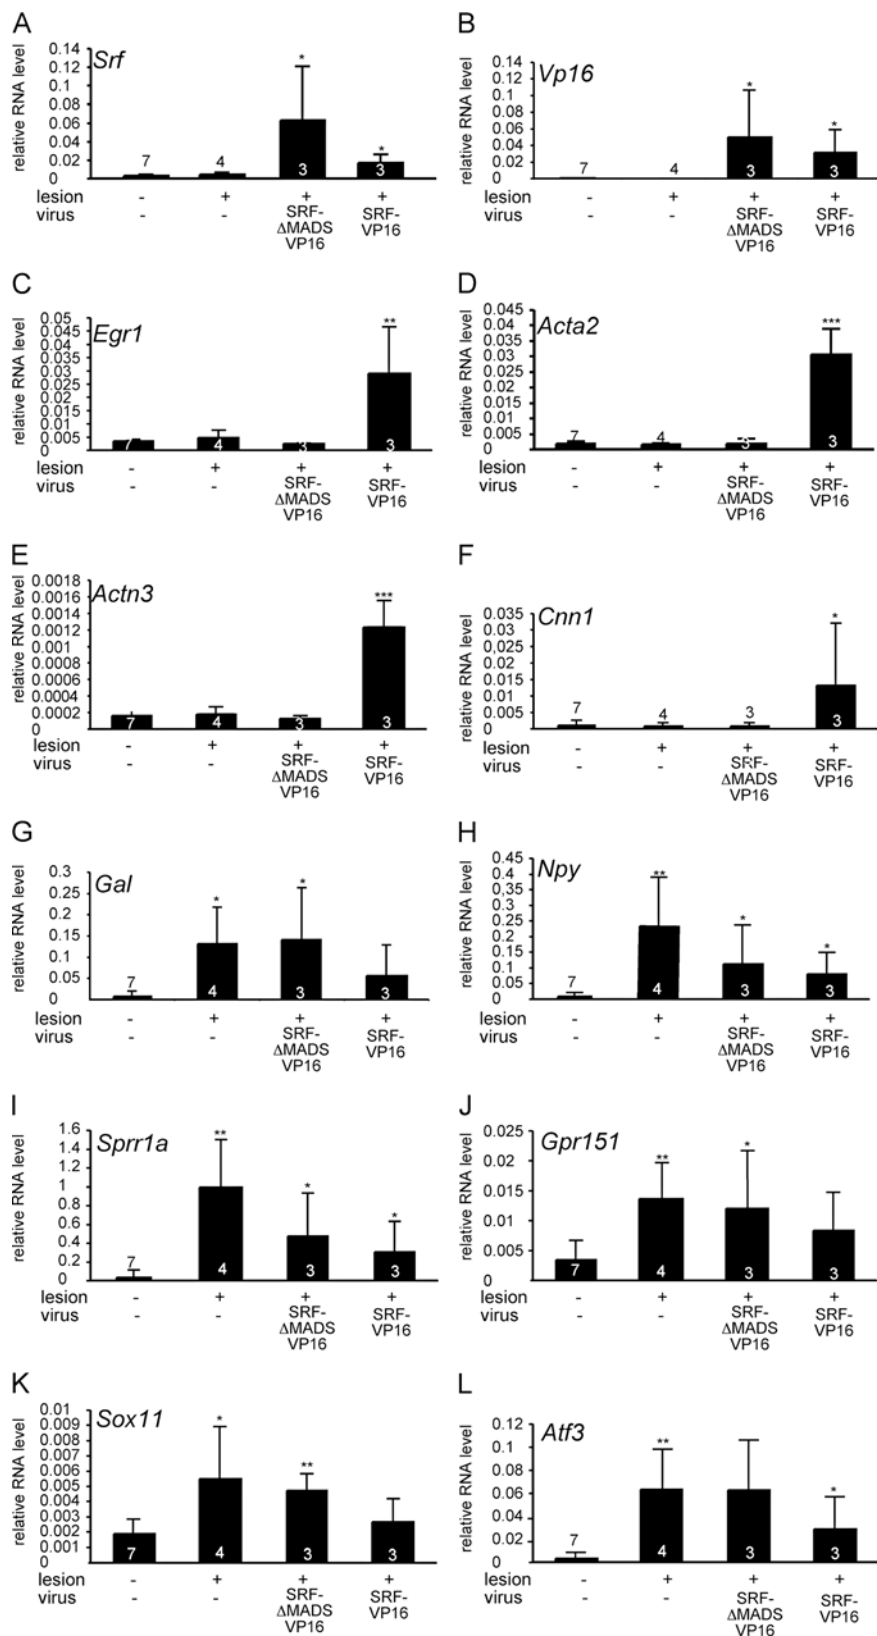 A
Srf
relative RNA level
0.14
0.12
0.1
0.08
0.06
0.04
0.02
0
7
4
*
3
*
3
lesion - + + +
virus - - SRF- SRF-
ΔMADS VP16
VP16
B
Vp16
relative RNA level
0.14
0.12
0.1
0.08
0.06
0.04
0.02
0
7
4
*
3
*
3
lesion - + + +
virus - - SRF- SRF-
ΔMADS VP16
VP16
C
Egr1
relative RNA level
0.05
0.045
0.04
0.035
0.03
0.025
0.02
0.015
0.01
0.005
0
7
4
3
**
3
lesion - + + +
virus - - SRF- SRF-
ΔMADS VP16
VP16
D
Acta2
relative RNA level
0.045
0.04
0.035
0.03
0.025
0.02
0.015
0.01
0.005
0
7
4
3
***
3
lesion - + + +
virus - - SRF- SRF-
ΔMADS VP16
VP16
E
Actn3
relative RNA level
0.0018
0.0016
0.0014
0.0012
0.001
0.0008
0.0006
0.0004
0.0002
0
7
4
3
***
3
lesion - + + +
virus - - SRF- SRF-
ΔMADS VP16
VP16
F
Cnn1
relative RNA level
0.035
0.03
0.025
0.02
0.015
0.01
0.005
0
7
4
3
*
3
lesion - + + +
virus - - SRF- SRF-
ΔMADS VP16
VP16
G
Gal
relative RNA level
0.3
0.25
0.2
0.15
0.1
0.05
0
7
*
4
*
3
3
lesion - + + +
virus - - SRF- SRF-
ΔMADS VP16
VP16
H
Npy
relative RNA level
0.45
0.4
0.35
0.3
0.25
0.2
0.15
0.1
0.05
0
7
**
4
*
3
*
3
lesion - + + +
virus - - SRF- SRF-
ΔMADS VP16
VP16
I
Sprr1a
relative RNA level
1.6
1.4
1.2
1
0.8
0.6
0.4
0.2
0
7
**
4
*
3
*
3
lesion - + + +
virus - - SRF- SRF-
ΔMADS VP16
VP16
J
Gpr151
relative RNA level
0.025
0.02
0.015
0.01
0.005
0
7
**
4
*
3
3
lesion - + + +
virus - - SRF- SRF-
ΔMADS VP16
VP16
K
Sox11
relative RNA level
0.01
0.009
0.008
0.007
0.006
0.005
0.004
0.003
0.002
0.001
0
7
*
4
**
3
3
lesion - + + +
virus - - SRF- SRF-
ΔMADS VP16
VP16
L
Atf3
relative RNA level
0.12
0.1
0.08
0.06
0.04
0.02
0
7
**
4
3
*
3
lesion - + + +
virus - - SRF- SRF-
ΔMADS VP16
VP16